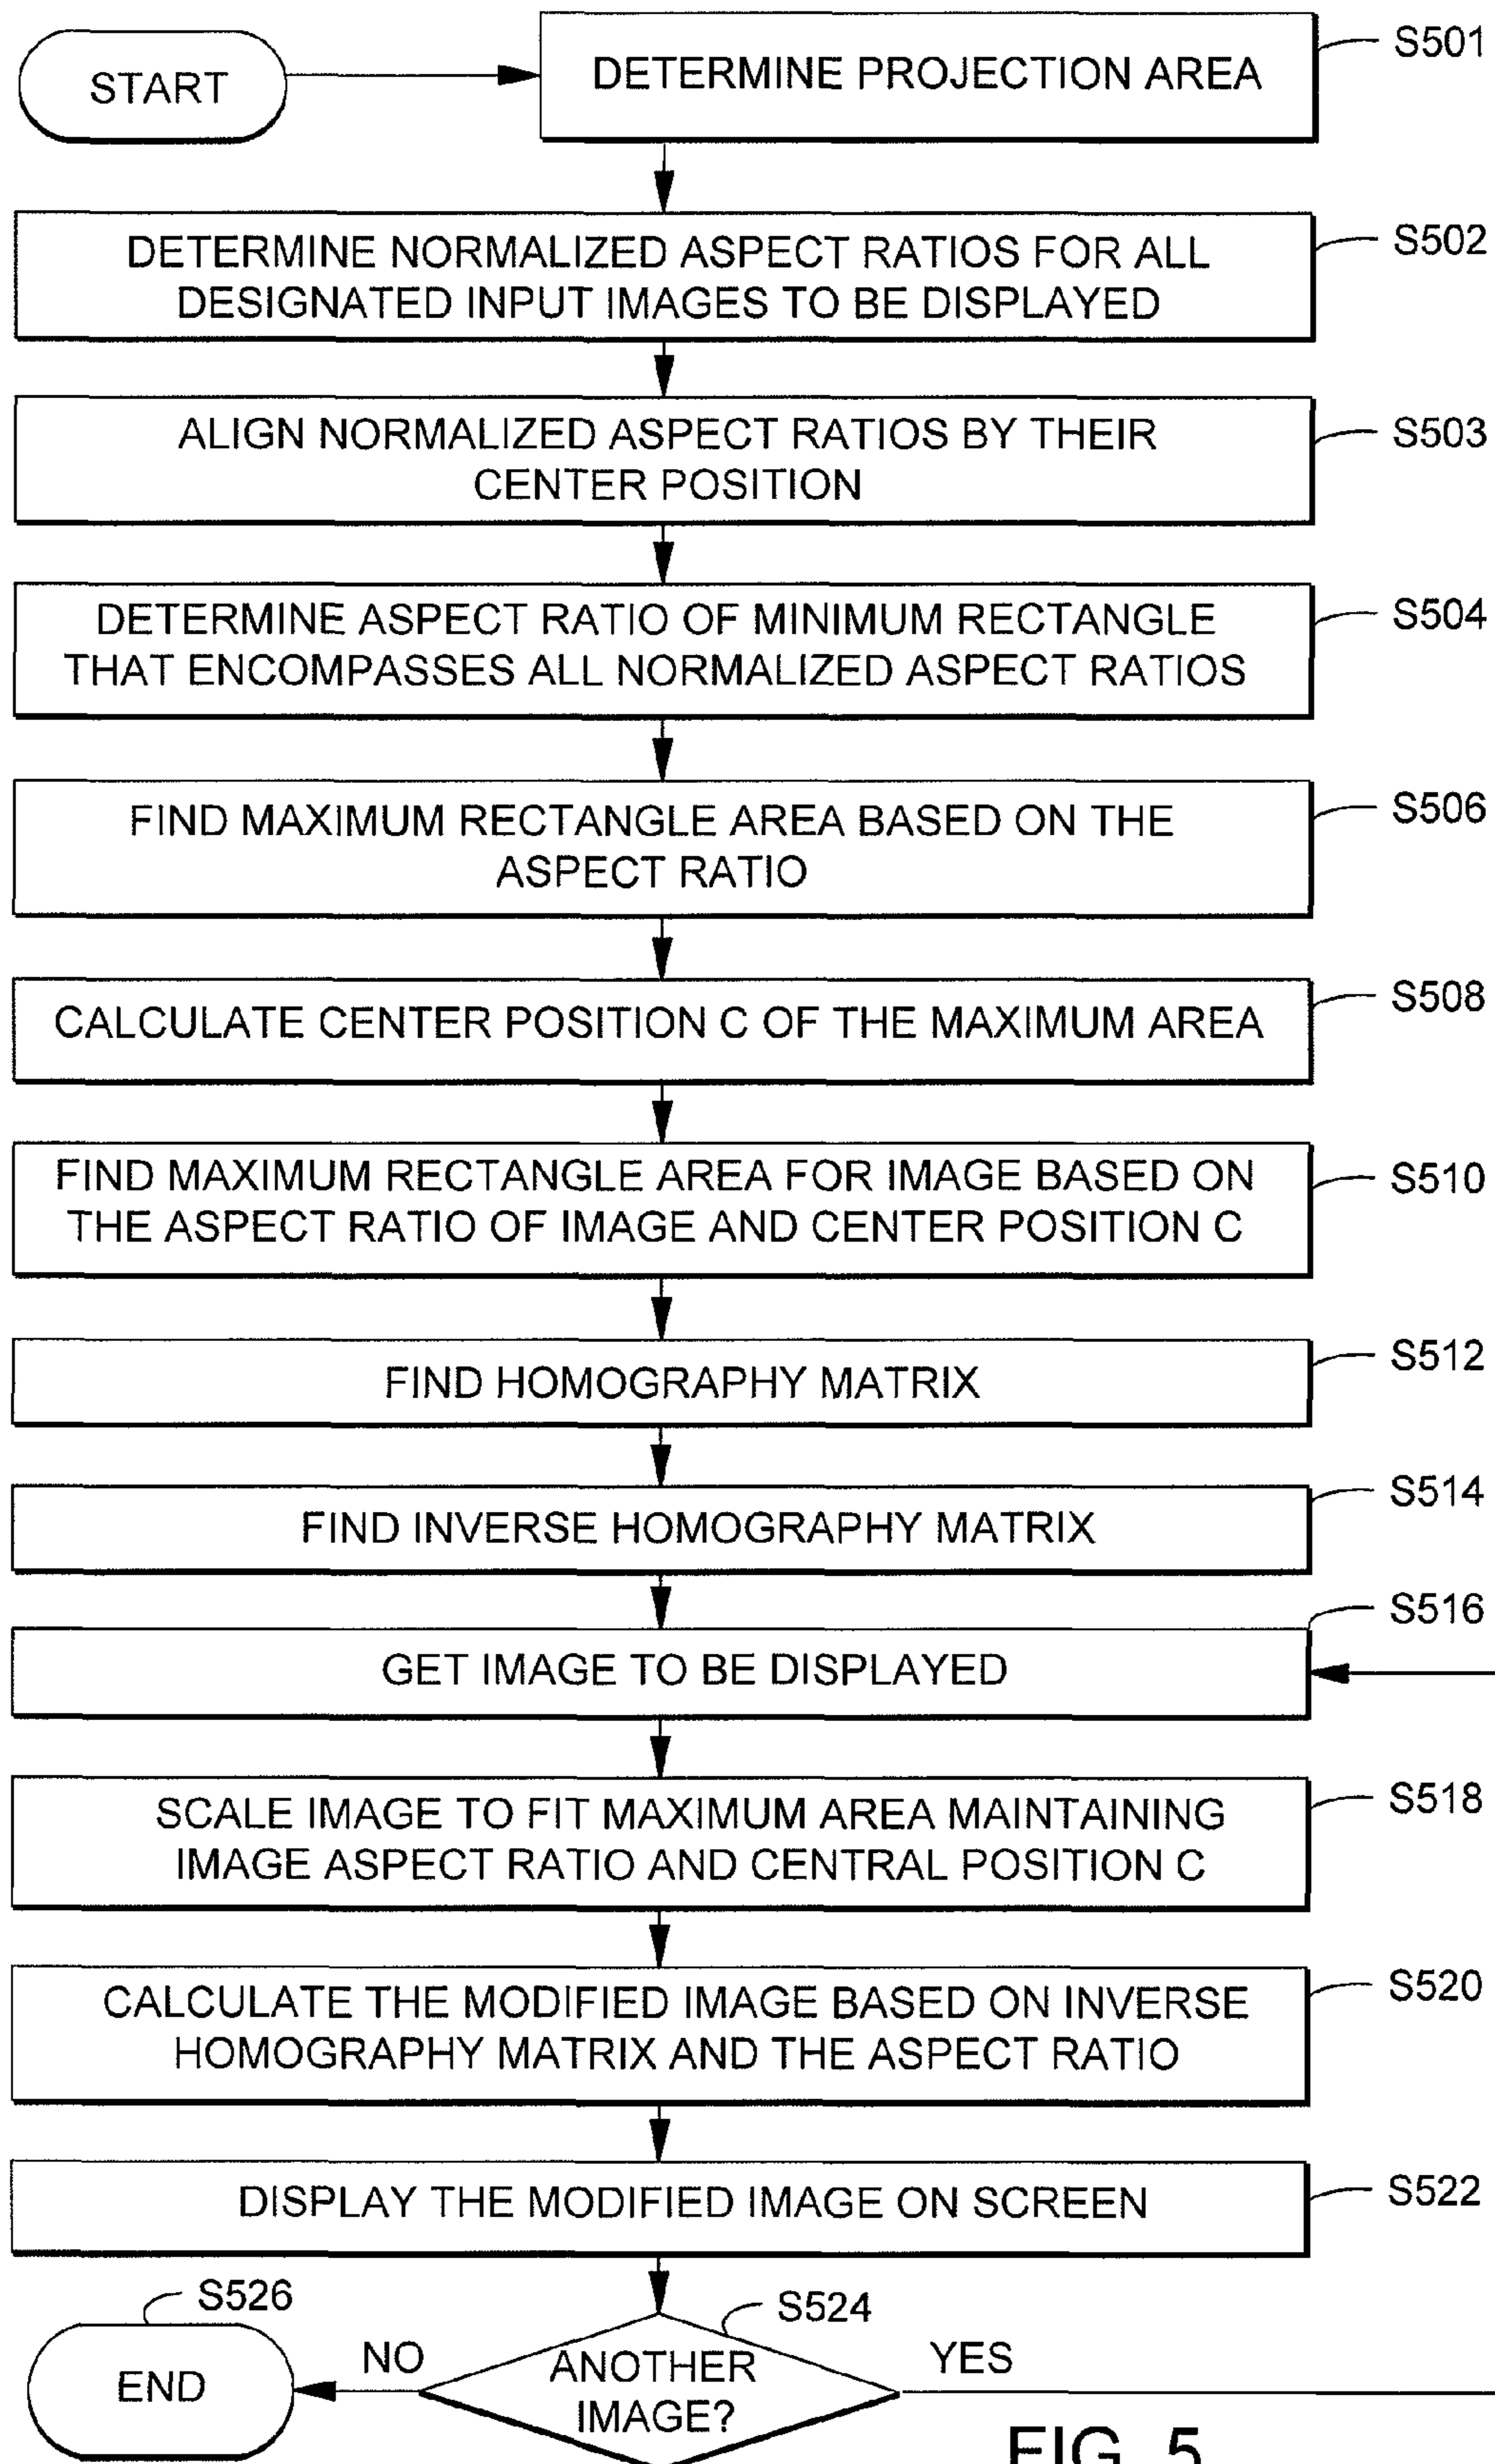 START
DETERMINE PROJECTION AREA
S501
DETERMINE NORMALIZED ASPECT RATIOS FOR ALL
DESIGNATED INPUT IMAGES TO BE DISPLAYED
S502
ALIGN NORMALIZED ASPECT RATIOS BY THEIR
CENTER POSITION
S503
DETERMINE ASPECT RATIO OF MINIMUM RECTANGLE
THAT ENCOMPASSES ALL NORMALIZED ASPECT RATIOS
S504
FIND MAXIMUM RECTANGLE AREA BASED ON THE
ASPECT RATIO
S506
CALCULATE CENTER POSITION C OF THE MAXIMUM AREA
S508
FIND MAXIMUM RECTANGLE AREA FOR IMAGE BASED ON
THE ASPECT RATIO OF IMAGE AND CENTER POSITION C
S510
FIND HOMOGRAPHY MATRIX
S512
FIND INVERSE HOMOGRAPHY MATRIX
S514
GET IMAGE TO BE DISPLAYED
S516
SCALE IMAGE TO FIT MAXIMUM AREA MAINTAINING
IMAGE ASPECT RATIO AND CENTRAL POSITION C
S518
CALCULATE THE MODIFIED IMAGE BASED ON INVERSE
HOMOGRAPHY MATRIX AND THE ASPECT RATIO
S520
DISPLAY THE MODIFIED IMAGE ON SCREEN
S522
S526
END
NO
S524
ANOTHER
IMAGE?
YES
FIG. 5